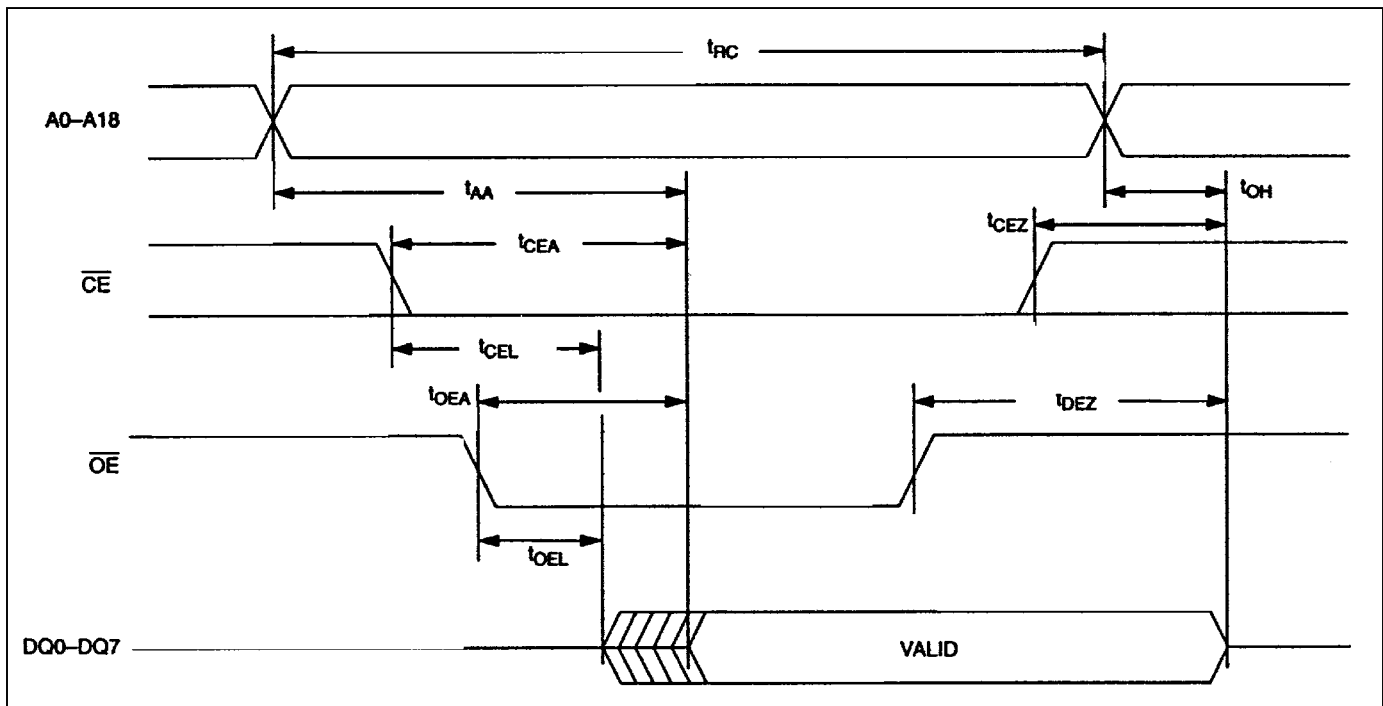 tRC
A0–A18
tAA
tOH
tCEZ
tCEA
CE
tCEL
tOEA
tDEZ
OE
tOEL
DQ0–DQ7
VALID